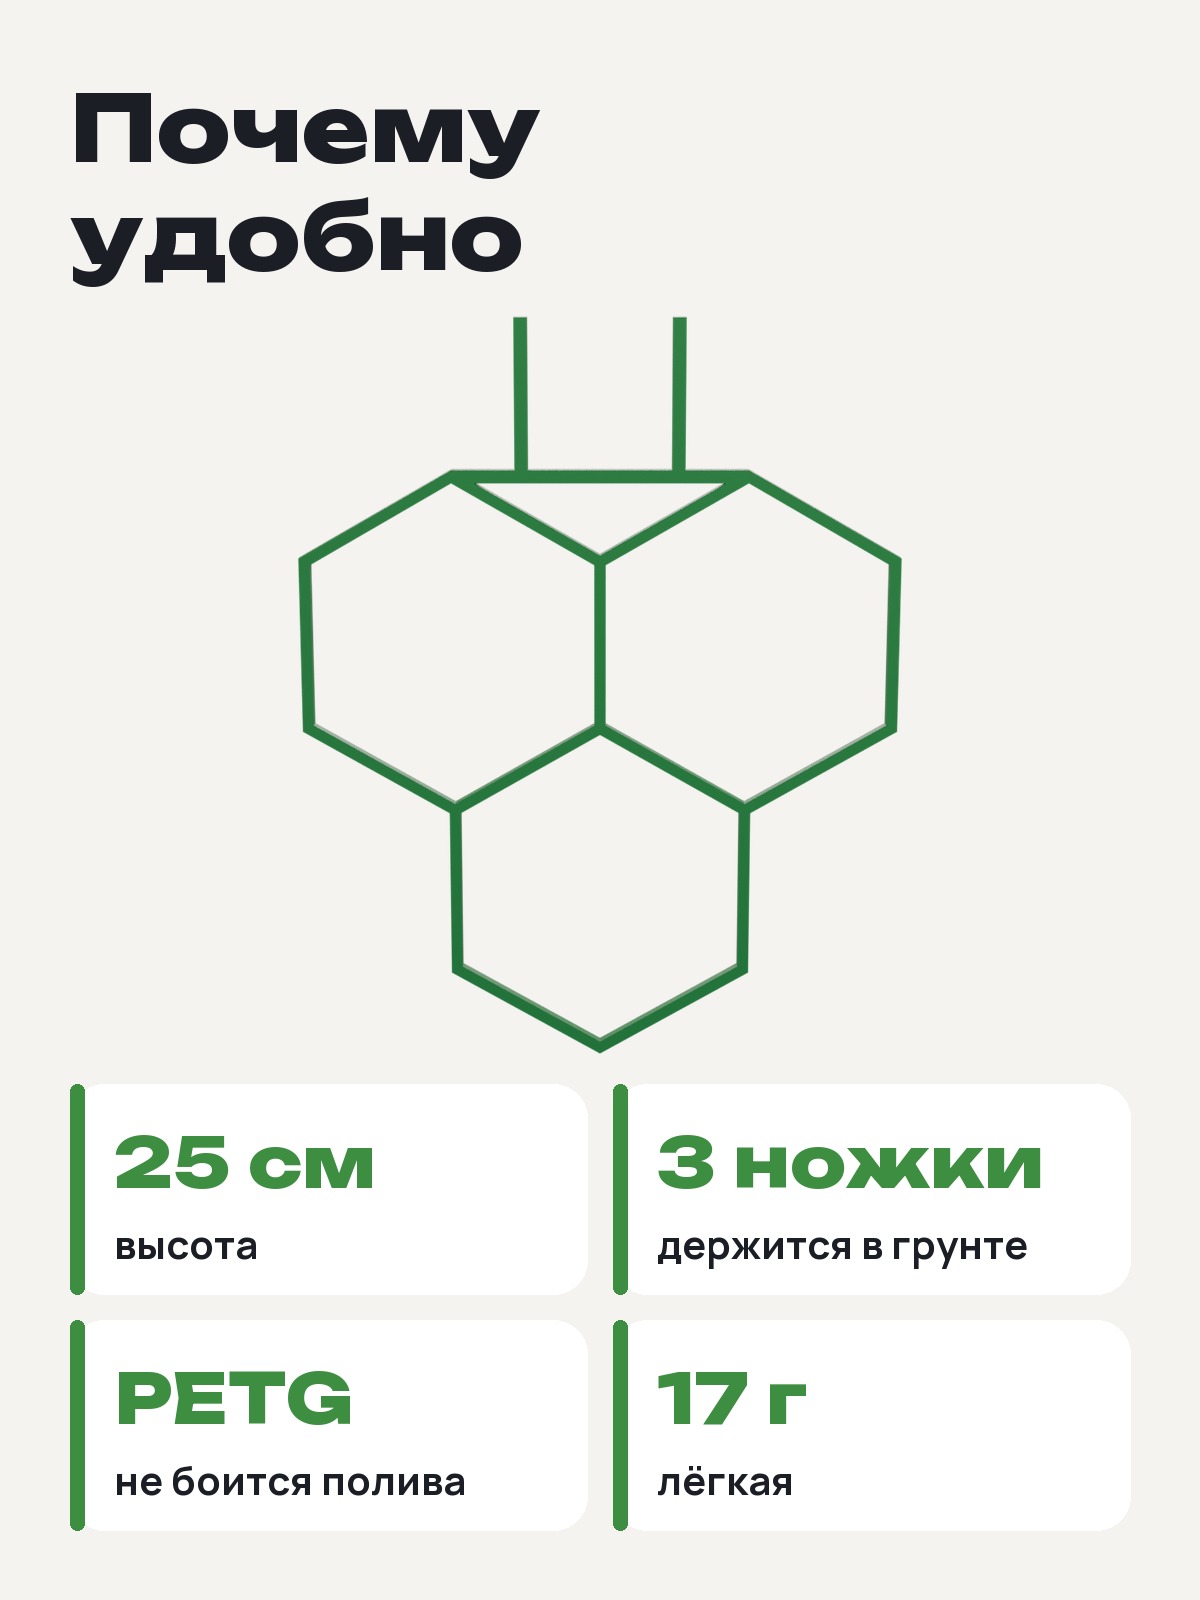 Почему
удобно
25 см
высота
3 ножки
держится в грунте
PETG
не боится полива
17 г
лёгкая